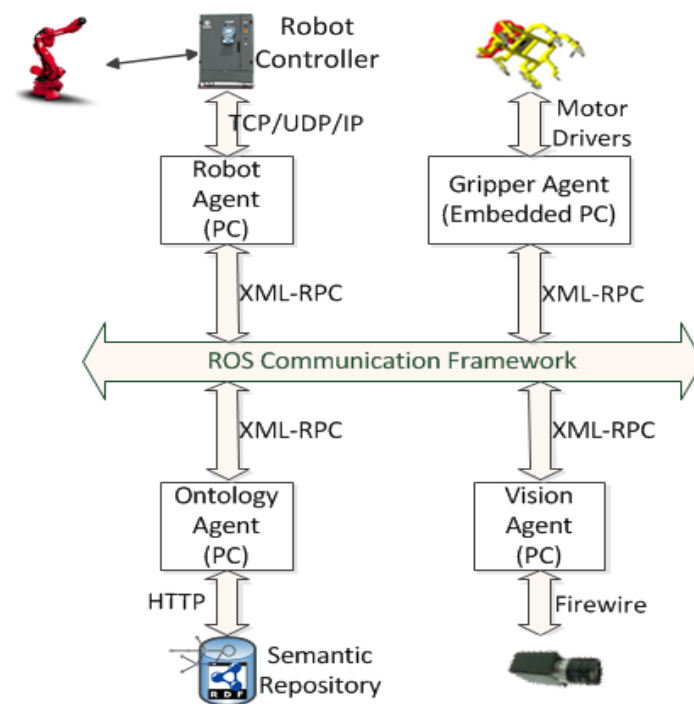 Robot
Controller
TCP/UDP/IP
Motor
Drivers
Robot
Agent
(PC)
Gripper Agent
(Embedded PC)
XML-RPC
XML-RPC
ROS Communication Framework
XML-RPC
XML-RPC
Ontology
Agent
(PC)
Vision
Agent
(PC)
HTTP
Firewire
Semantic
Repository
RDF